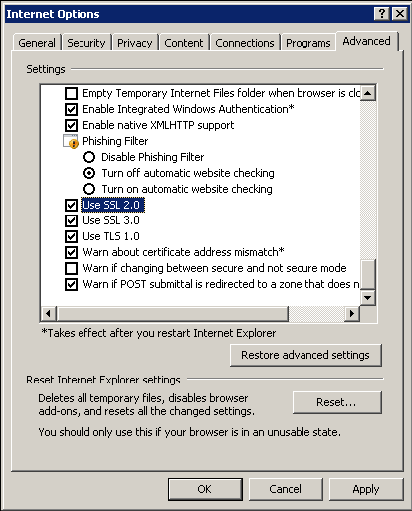 Internet Options
General Security Privacy Content Connections Programs Advanced
Settings
Empty Temporary Internet Files folder when browser is clo
Enable Integrated Windows Authentication*
Enable native XMLHTTP support
Phishing Filter
Disable Phishing Filter
Turn off automatic website checking
Turn on automatic website checking
Use SSL 2.0
Use SSL 3.0
Use TLS 1.0
Warn about certificate address mismatch*
Warn if changing between secure and not secure mode
Warn if POST submittal is redirected to a zone that does n
*Takes effect after you restart Internet Explorer
Restore advanced settings
Reset Internet Explorer settings
Deletes all temporary files, disables browser
add-ons, and resets all the changed settings.
Reset...
You should only use this if your browser is in an unusable state.
OK Cancel Apply